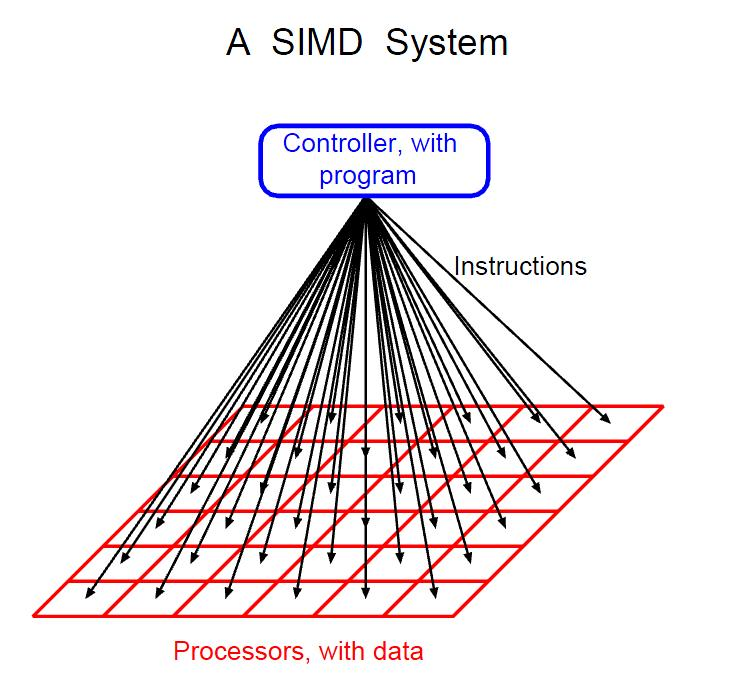 A SIMD System
Controller, with
program
Instructions
Processors, with data